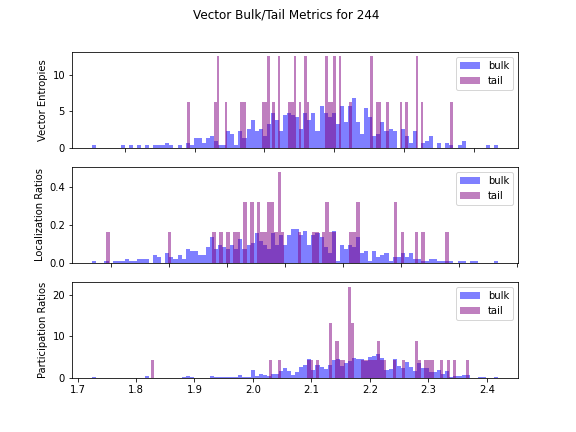 Vector Bulk/Tail Metrics for 244
Vector Entropies
10
5
0
bulk
tail
Localization Ratios
0.4
0.2
0.0
bulk
tail
Participation Ratios
20
10
0
bulk
tail
1.7 1.8 1.9 2.0 2.1 2.2 2.3 2.4